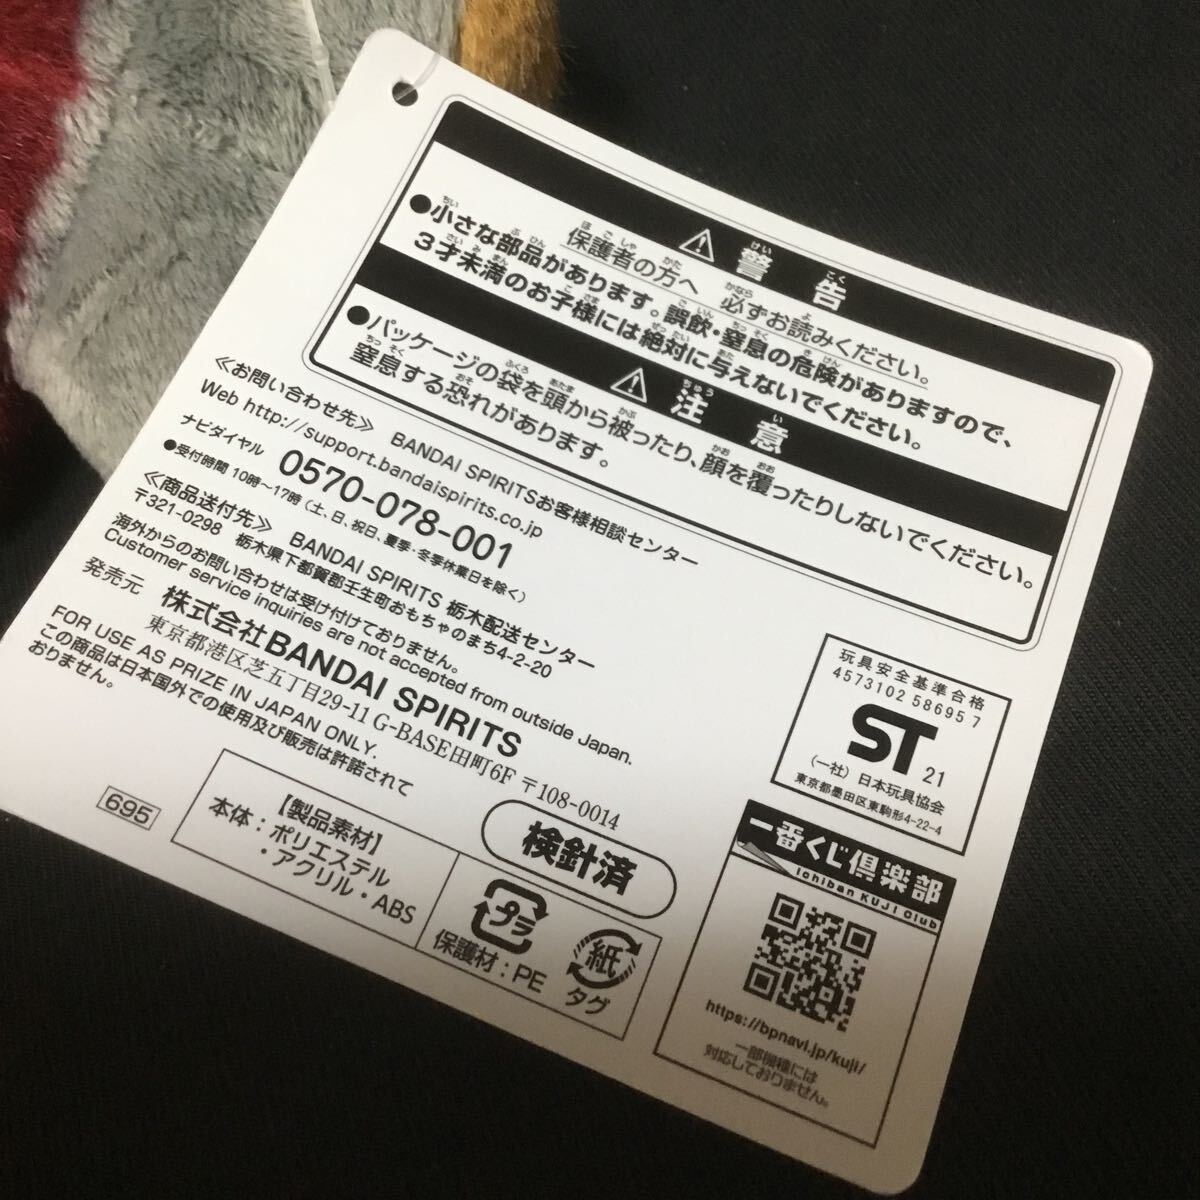 ⚠ 警告
保護者の方へ 必ずお読みください。
●小さな部品があります。誤飲・窒息の危険がありますので、
3才未満のお子様には絶対に与えないでください。
⚠ 注意
●パッケージの袋を頭から被ったり、顔を覆ったりしないでください。
窒息する恐れがあります。
≪お問い合わせ先≫ BANDAI SPIRITSお客様相談センター
Web http://support.bandaispirits.co.jp
ナビダイヤル 0570-078-001
●受付時間 10時～17時 (土、日、祝日、夏季・冬季休業日を除く)
≪商品送付先≫ BANDAI SPIRITS 栃木配送センター
〒321-0298 栃木県下都賀郡壬生町おもちゃのまち4-2-20
海外からのお問い合わせは受け付けておりません。
Customer service inquiries are not accepted from outside Japan.
発売元 株式会社BANDAI SPIRITS
東京都港区芝五丁目29-11 G-BASE田町6F 〒108-0014
FOR USE AS PRIZE IN JAPAN ONLY.
この商品は日本国外での使用及び販売は許諾されて
おりません。
695
【製品素材】
本体：ポリエステル
・アクリル・ABS
検針済
プラ
保護材：PE
紙
タグ
玩具安全基準合格
4573102 58695 7
ST 21
(一社) 日本玩具協会
東京都墨田区東駒形4-22-4
一番くじ倶楽部
Ichiban KUJI Club
https://bpnavi.jp/kuji/
一部機種には
対応しておりません。